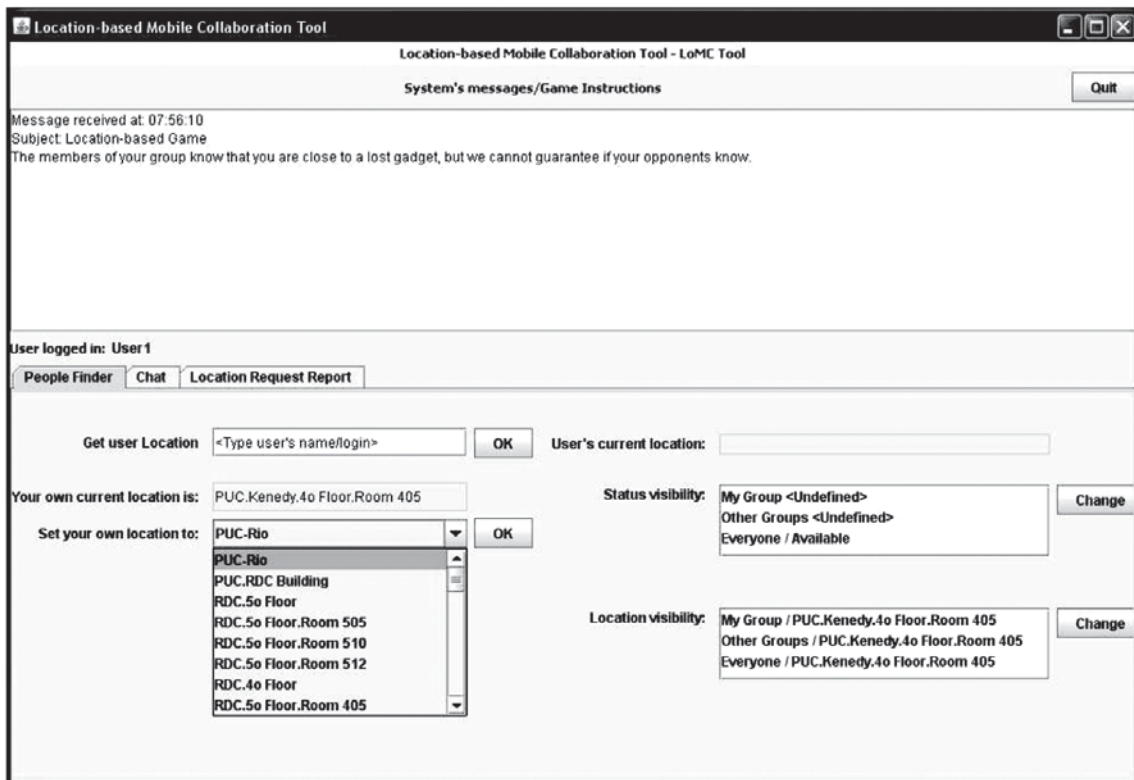 Location-based Mobile Collaboration Tool
Location-based Mobile Collaboration Tool - LoMC Tool
System's messages/Game Instructions
Quit
Message received at: 07:56:10
Subject: Location-based Game
The members of your group know that you are close to a lost gadget, but we cannot guarantee if your opponents know.
User logged in: User1
People Finder
Chat
Location Request Report
Get user Location
<Type user's name/login>
OK
User's current location:
Your own current location is:
PUC.Kenedy.4o Floor.Room 405
Set your own location to:
PUC-Rio
OK
PUC-Rio
PUC.RDC Building
RDC.5o Floor
RDC.5o Floor.Room 505
RDC.5o Floor.Room 510
RDC.5o Floor.Room 512
RDC.4o Floor
RDC.5o Floor.Room 405
Status visibility:
My Group <Undefined>
Other Groups <Undefined>
Everyone / Available
Change
Location visibility:
My Group / PUC.Kenedy.4o Floor.Room 405
Other Groups / PUC.Kenedy.4o Floor.Room 405
Everyone / PUC.Kenedy.4o Floor.Room 405
Change